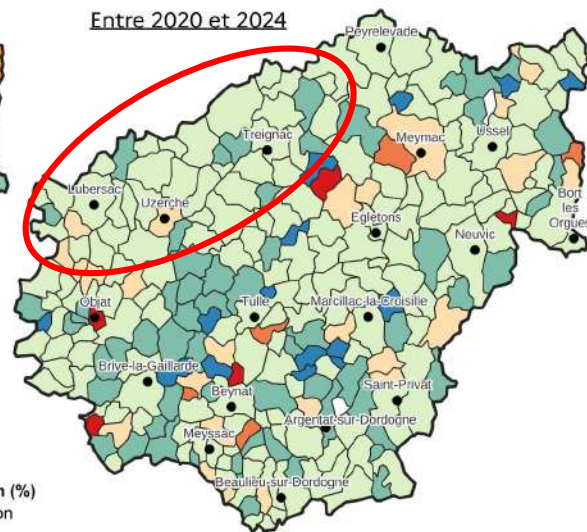 Entre 2020 et 2024
Peyrelevade
Treignac
Meymac
Ussel
Lubersac
Uzerche
Bort
les
Orgues
Egletons
Neuvic
Objat
Tulle
Marcillac-la-Croisille
Brive-la-Gaillarde
Saint-Privat
Beynat
Argentat-sur-Dordogne
Meyssac
Beaulieu-sur-Dordogne
(%)